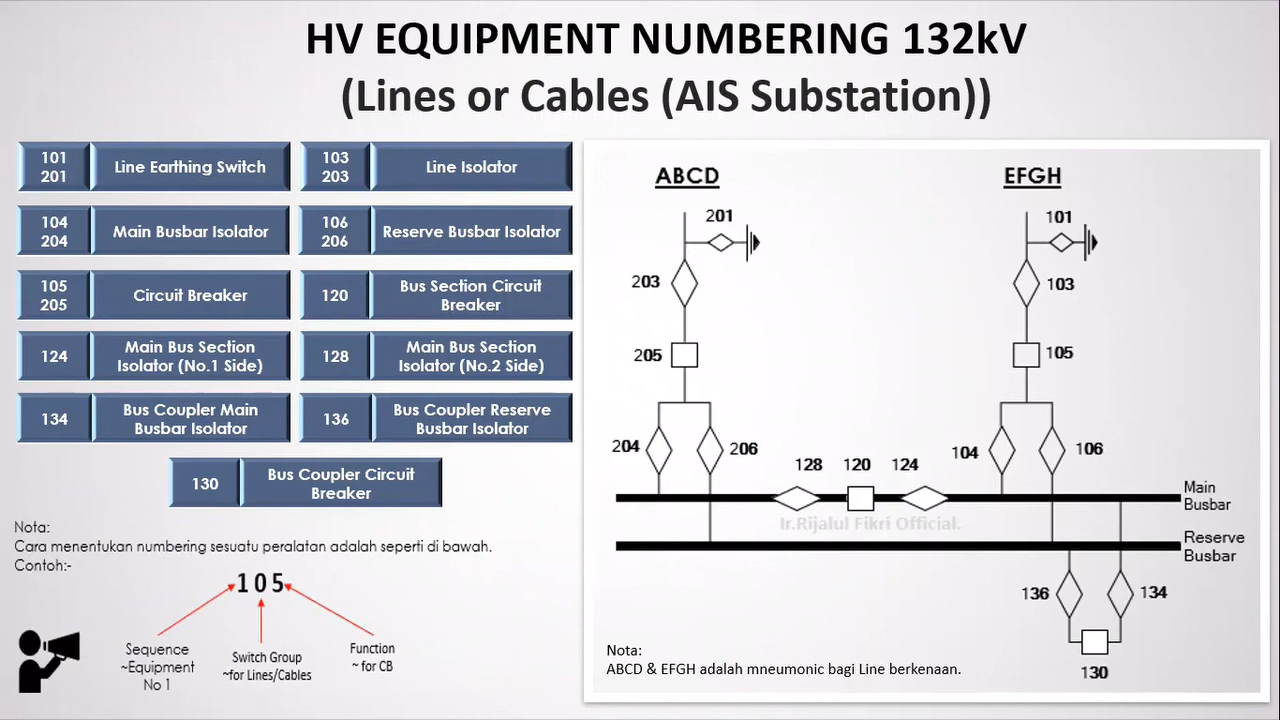 HV EQUIPMENT NUMBERING 132kV
(Lines or Cables (AIS Substation))
101
201
Line Earthing Switch
103
203
Line Isolator
104
204
Main Busbar Isolator
106
206
Reserve Busbar Isolator
105
205
Circuit Breaker
120
Bus Section Circuit
Breaker
124
Main Bus Section
Isolator (No.1 Side)
128
Main Bus Section
Isolator (No.2 Side)
134
Bus Coupler Main
Busbar Isolator
136
Bus Coupler Reserve
Busbar Isolator
130
Bus Coupler Circuit
Breaker
Nota:
Cara menentukan numbering sesuatu peralatan adalah seperti di bawah.
Contoh:-
105
Sequence
~Equipment
No 1
Switch Group
~for Lines/Cables
Function
~ for CB
ABCD
EFGH
201
101
203
103
205
105
204
206
128
120
124
104
106
Main
Busbar
Ir.Rijalul Fikri Official.
Reserve
Busbar
136
134
130
Nota:
ABCD & EFGH adalah mneumonic bagi Line berkenaan.